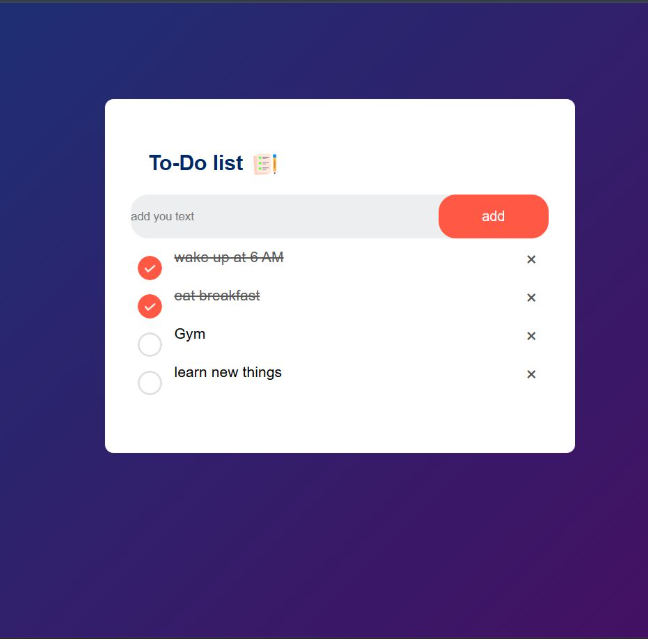 To-Do list
add you text
add
wake up at 6 AM
×
eat breakfast
×
Gym
×
learn new things
×